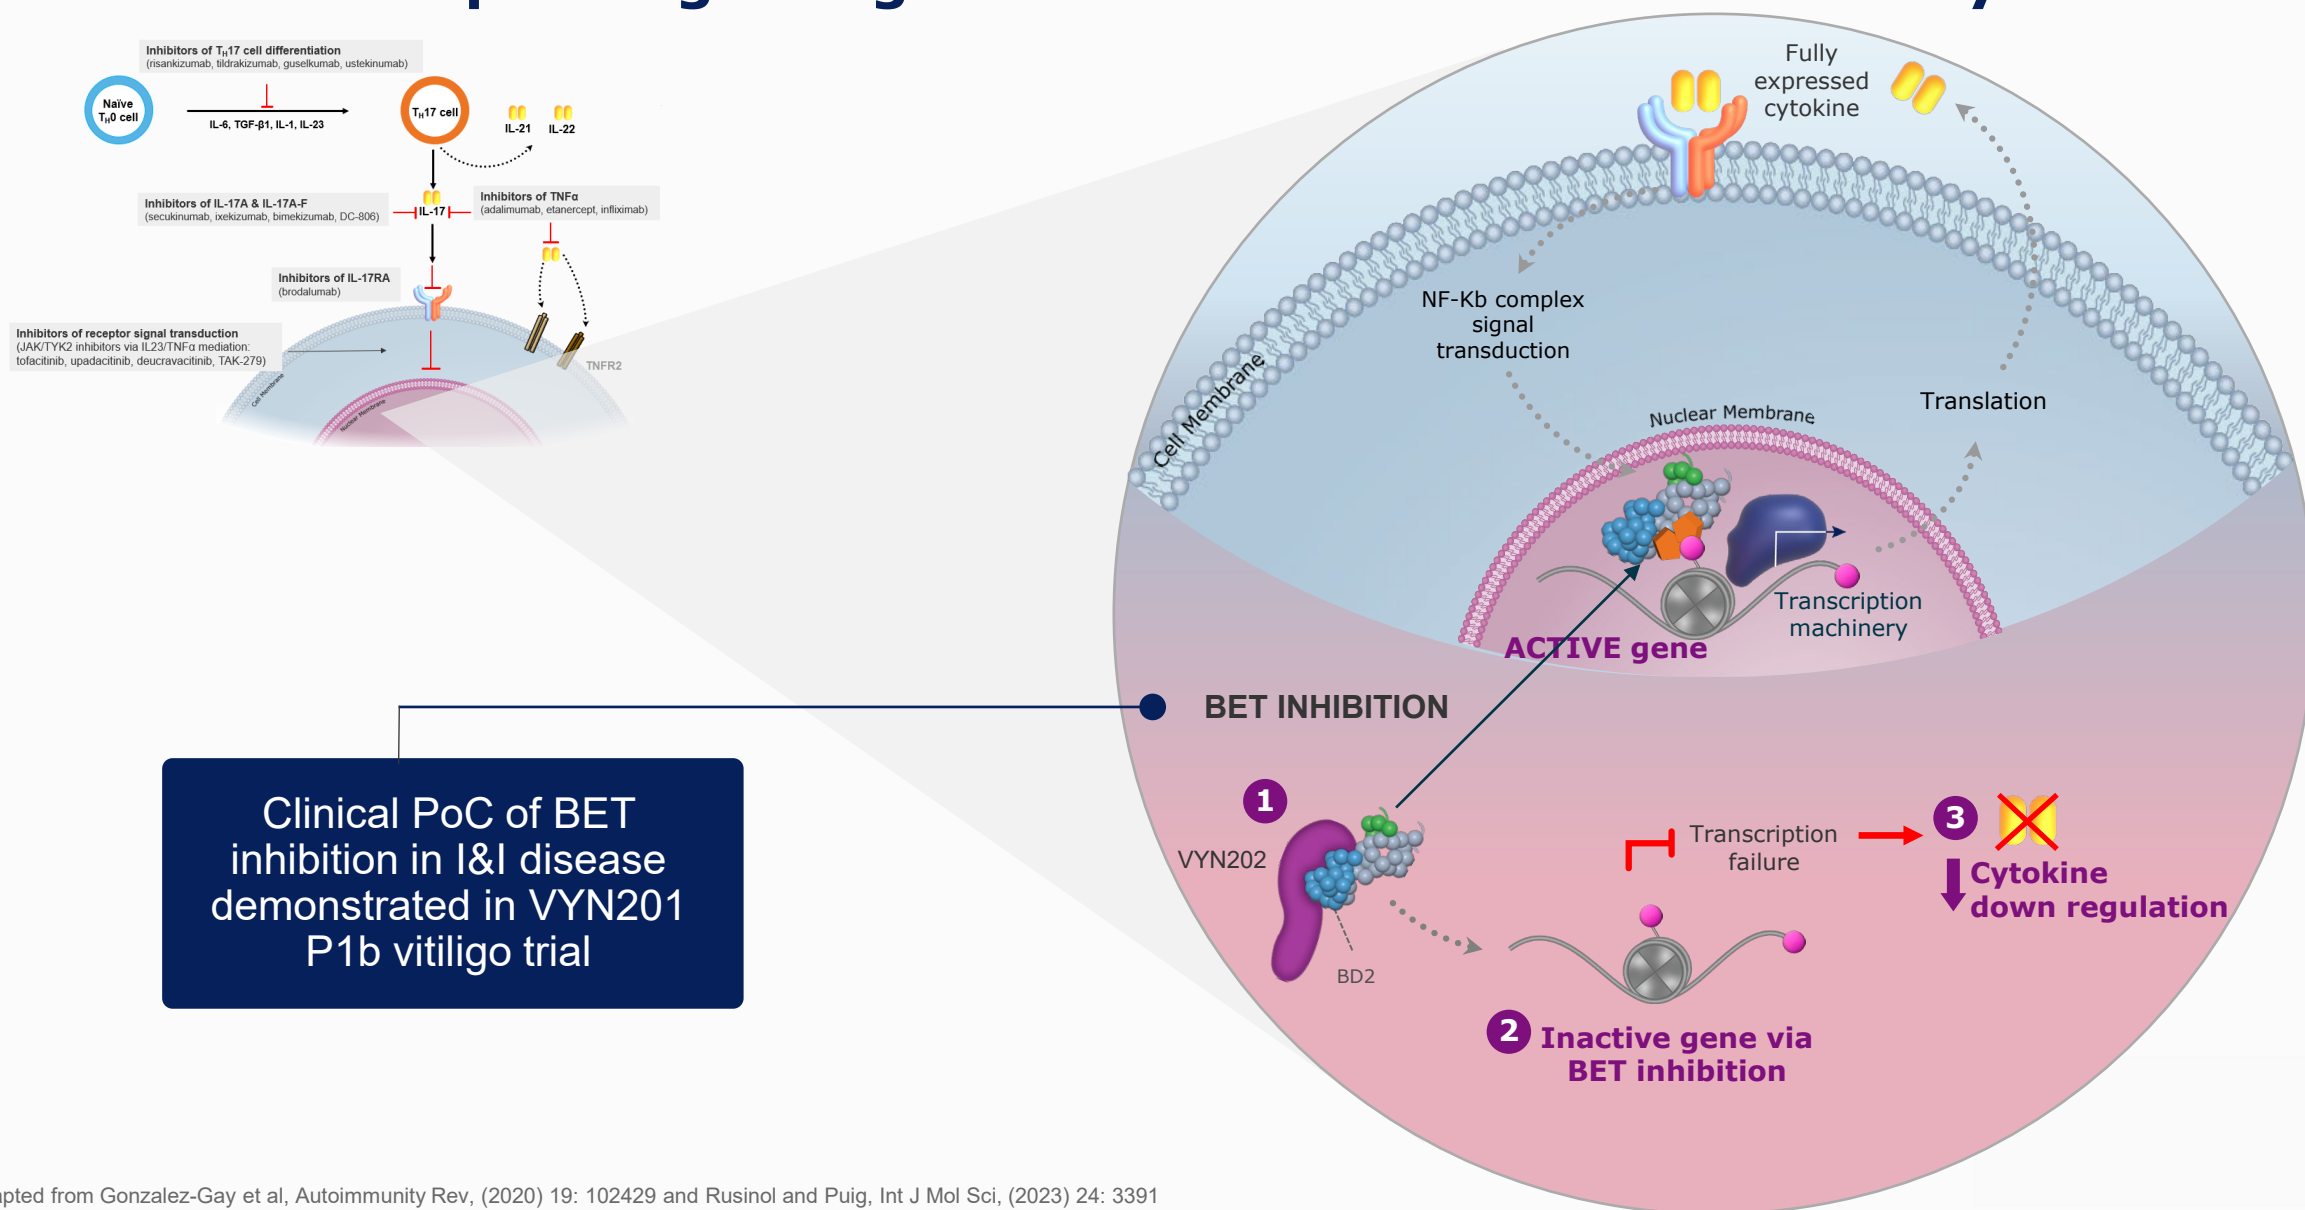 Inhibitors of TH17 cell differentiation
(risankizumab, tildrakizumab, guselkumab, ustekinumab)
Naïve
TH0 cell
IL-6, TGF-β1, IL-1, IL-23
TH17 cell
IL-21
IL-22
Inhibitors of IL-17A & IL-17A-F
(secukinumab, ixekizumab, bimekizumab, DC-806)
IL-17
Inhibitors of TNFα
(adalimumab, etanercept, infliximab)
Inhibitors of IL-17RA
(brodalumab)
Inhibitors of receptor signal transduction
(JAK/TYK2 inhibitors via IL23/TNFα mediation:
tofacitinib, upadacitinib, deucravacitinib, TAK-279)
TNFR2
Cell Membrane
Nuclear Membrane
Fully
expressed
cytokine
NF-Kb complex
signal
transduction
Cell Membrane
Translation
Nuclear Membrane
Transcription
machinery
ACTIVE gene
BET INHIBITION
Clinical PoC of BET
inhibition in I&I disease
demonstrated in VYN201
P1b vitiligo trial
1
VYN202
BD2
Transcription
failure
3
Cytokine
down regulation
2
Inactive gene via
BET inhibition
apted from Gonzalez-Gay et al, Autoimmunity Rev, (2020) 19: 102429 and Rusinol and Puig, Int J Mol Sci, (2023) 24: 3391